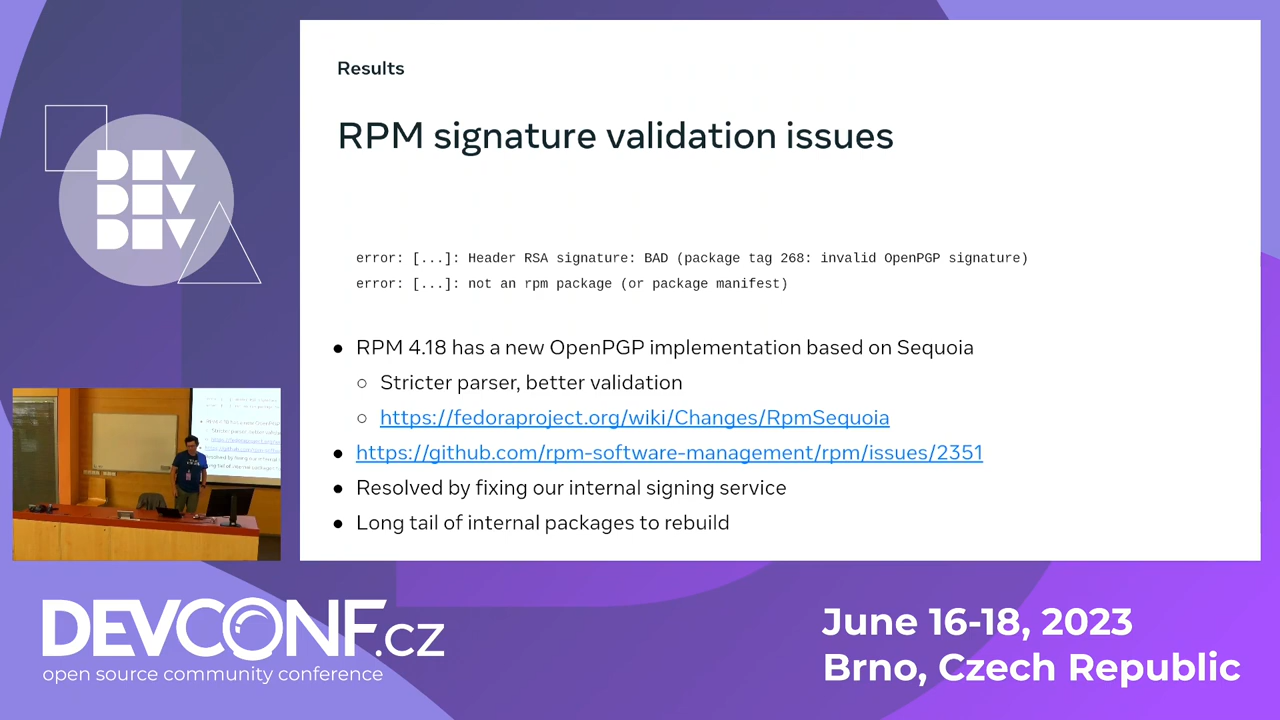 Results
RPM signature validation issues
error: [...]: Header RSA signature: BAD (package tag 268: invalid OpenPGP signature)
error: [...]: not an rpm package (or package manifest)
● RPM 4.18 has a new OpenPGP implementation based on Sequoia
○ Stricter parser, better validation
○ https://fedoraproject.org/wiki/Changes/RpmSequoia
● https://github.com/rpm-software-management/rpm/issues/2351
● Resolved by fixing our internal signing service
● Long tail of internal packages to rebuild
DEV
DEV
DEV
DEVCONF.cz
open source community conference
June 16-18, 2023
Brno, Czech Republic